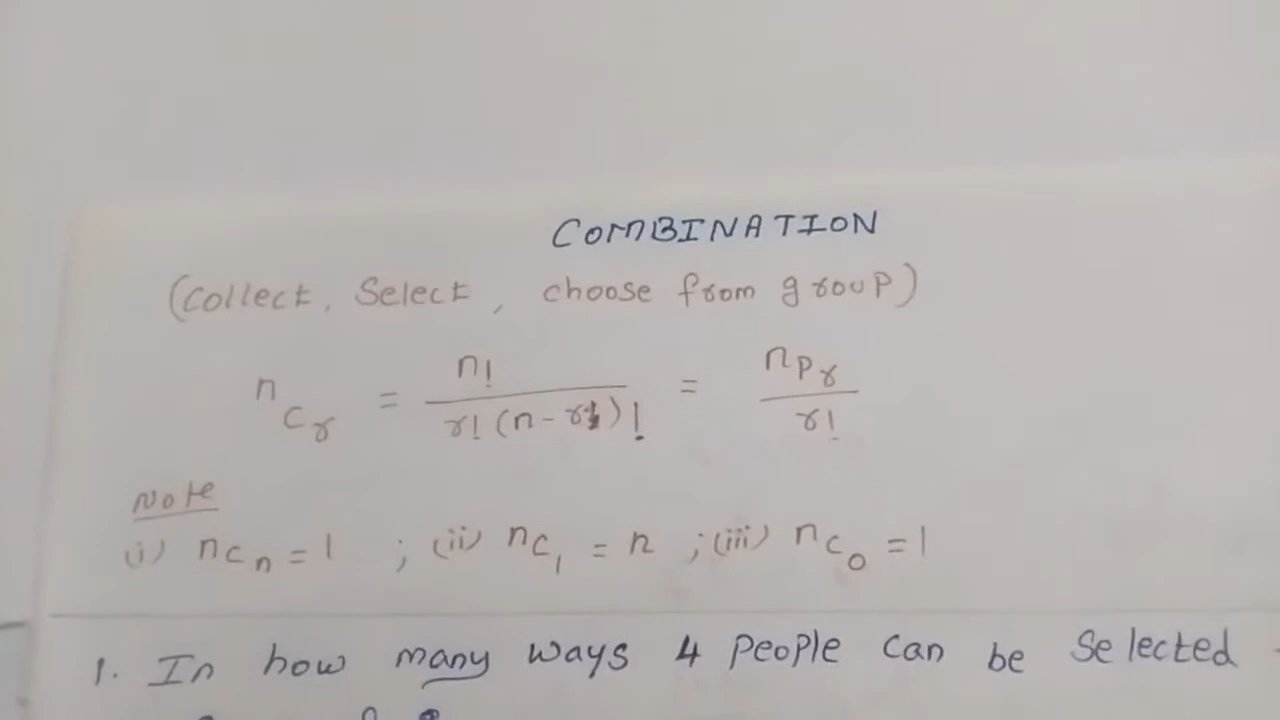 COMBINATION
(Collect, Select, choose from group)
nCr = n! / r!(n-r)! = nPr / r!
Note
(i) nCn = 1 ; (ii) nC1 = n ; (iii) nC0 = 1
1. In how many ways 4 people can be selected